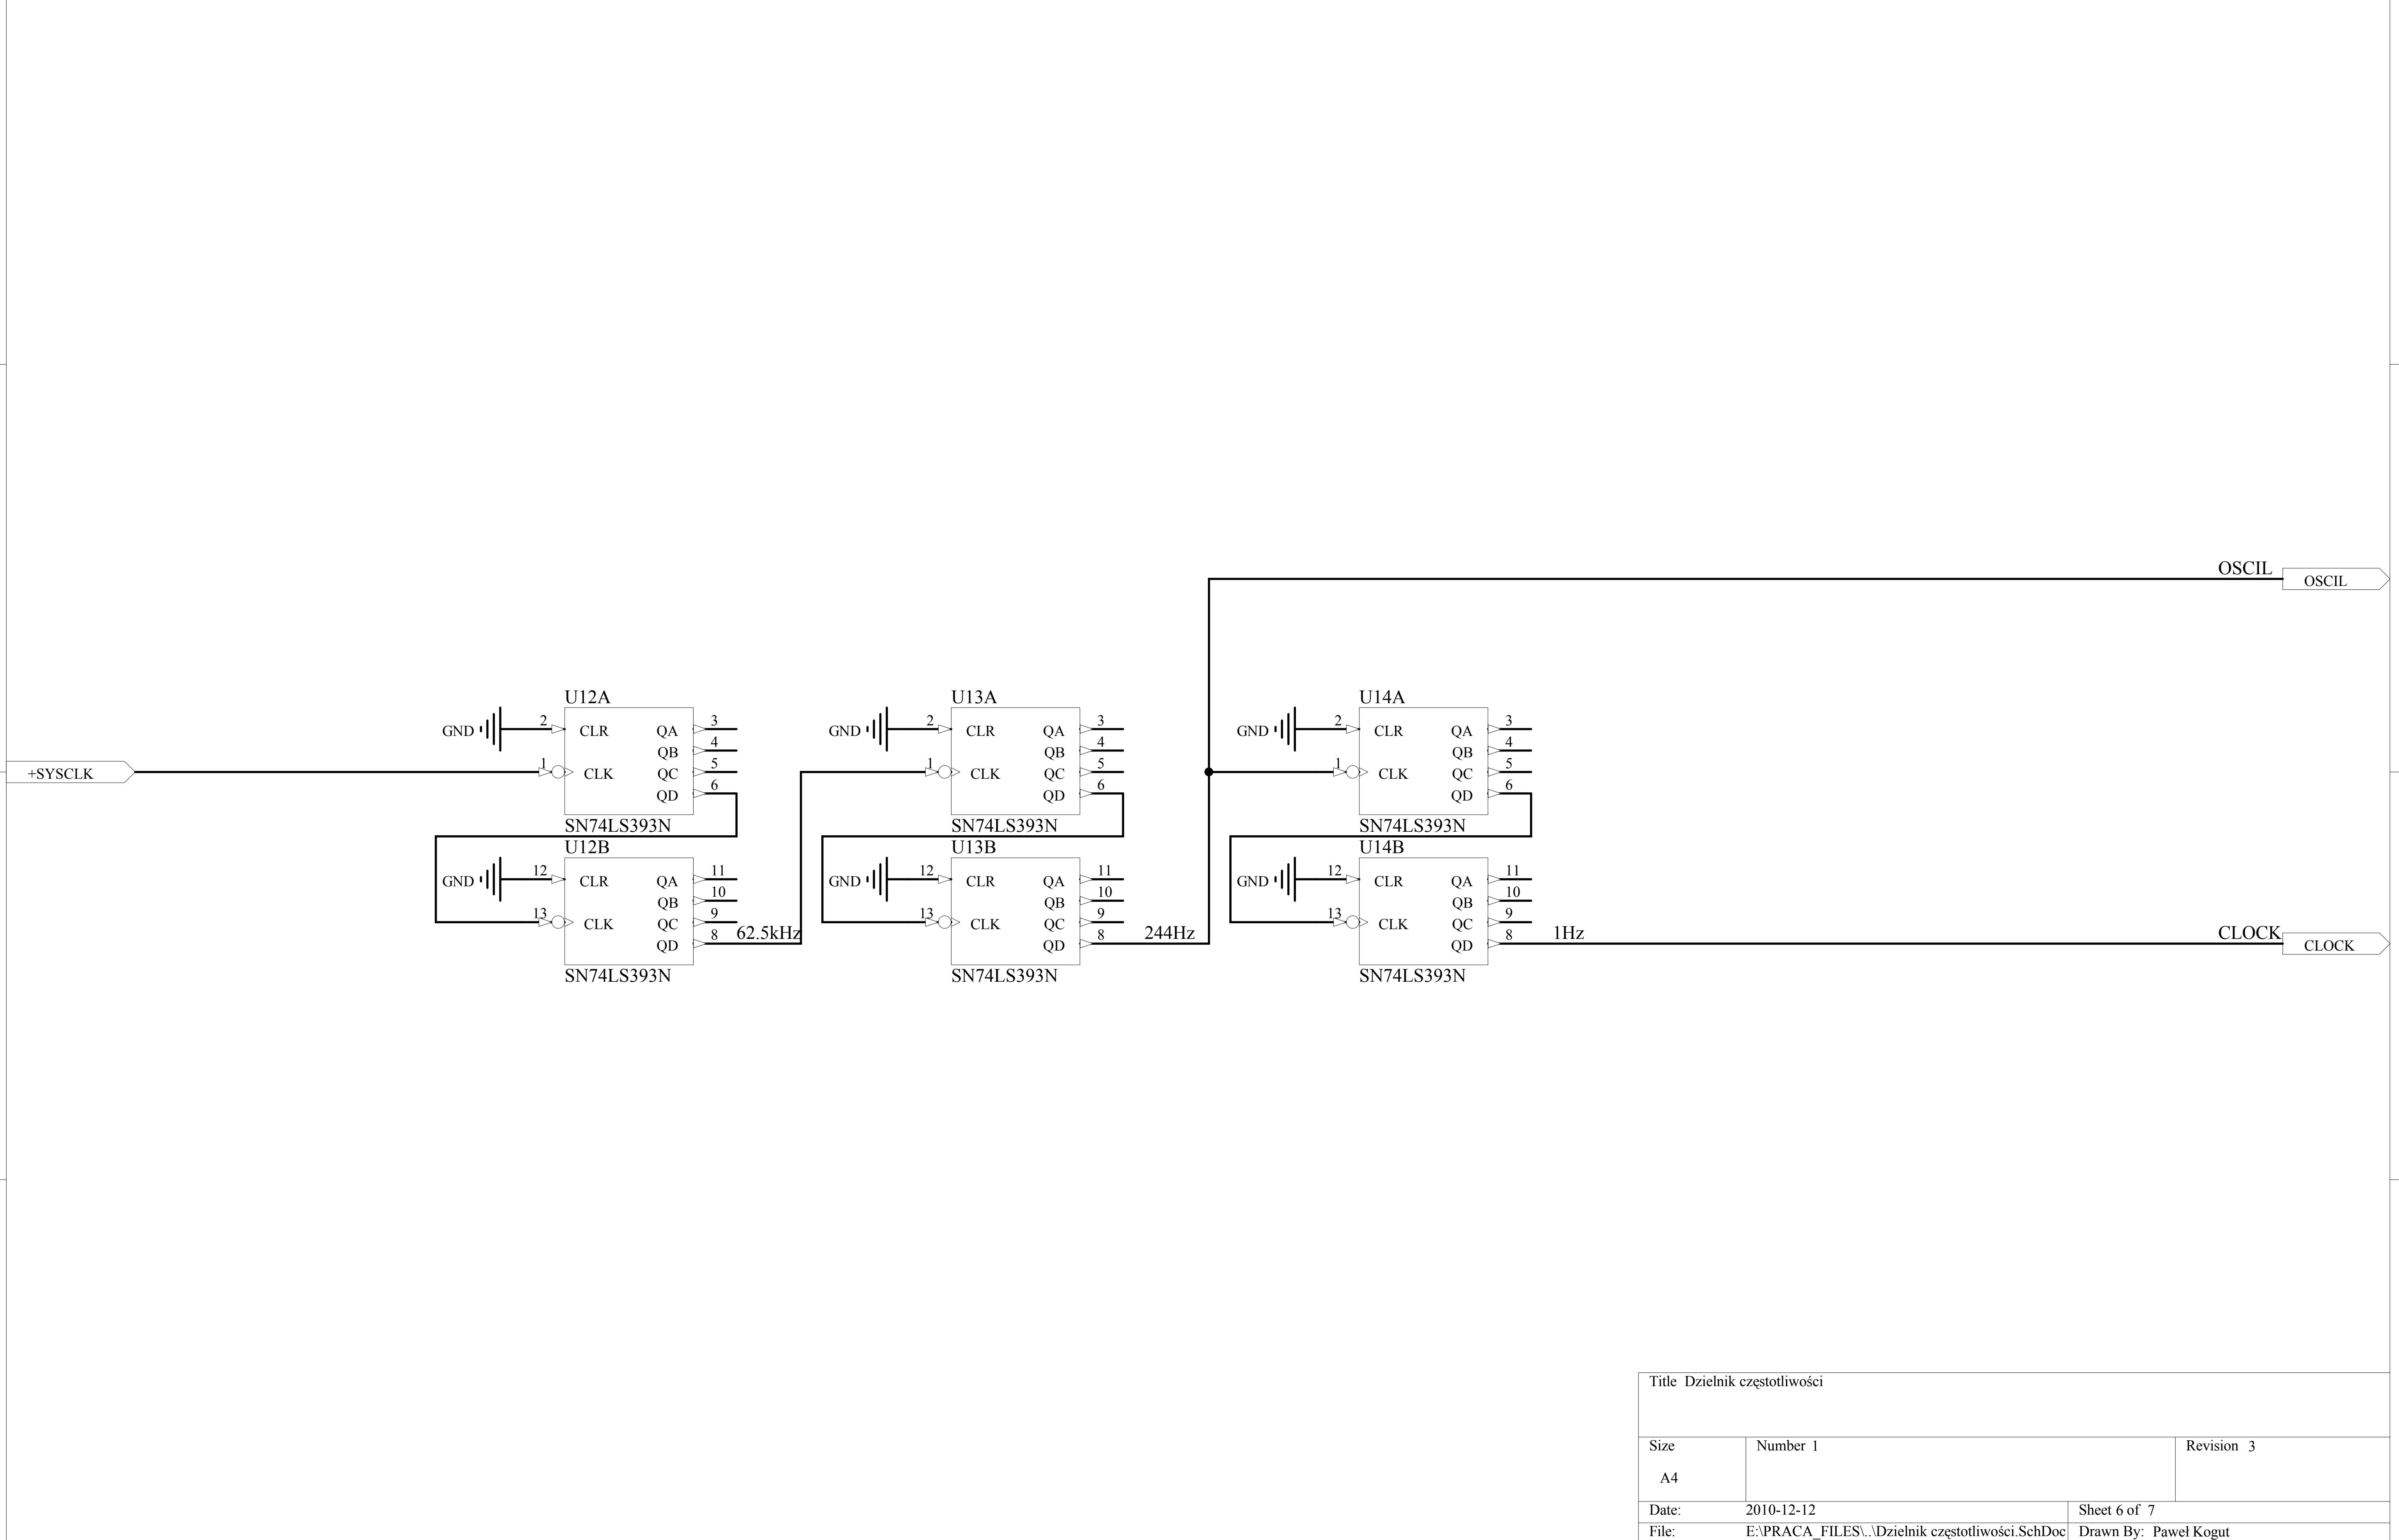 OSCIL
OSCIL
U12A
U13A
U14A
GND 2 CLR QA 3
QB 4
1 CLK QC 5
QD 6
SN74LS393N
GND 2 CLR QA 3
QB 4
1 CLK QC 5
QD 6
SN74LS393N
GND 2 CLR QA 3
QB 4
1 CLK QC 5
QD 6
SN74LS393N
+SYSCLK
U12B
U13B
U14B
GND 12 CLR QA 11
QB 10
13 CLK QC 9
QD 8 62.5kHz
SN74LS393N
GND 12 CLR QA 11
QB 10
13 CLK QC 9
QD 8 244Hz
SN74LS393N
GND 12 CLR QA 11
QB 10
13 CLK QC 9
QD 8 1Hz
SN74LS393N
CLOCK
CLOCK
Title Dzielnik częstotliwości
Size Number 1 Revision 3
A4
Date: 2010-12-12 Sheet 6 of 7
File: E:\PRACA_FILES\..\Dzielnik częstotliwości.SchDoc Drawn By: Paweł Kogut